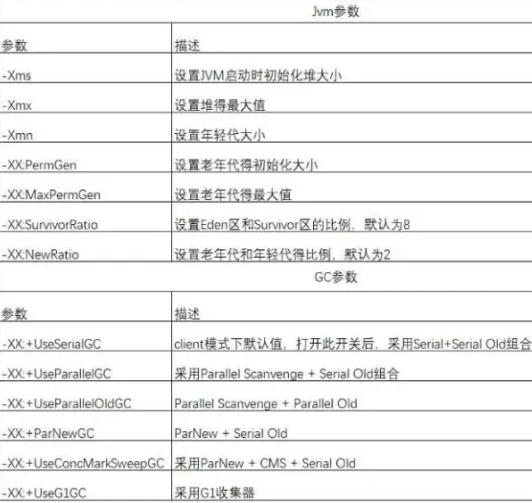 Jvm参数
参数 描述
-Xms 设置JVM启动时初始化堆大小
-Xmx 设置堆得最大值
-Xmn 设置年轻代大小
-XX:PermGen 设置老年代得初始化大小
-XX:MaxPermGen 设置老年代得最大值
-XX:SurvivorRatio 设置Eden区和Survivor区的比例，默认为8
-XX:NewRatio 设置老年代和年轻代得比例，默认为2
GC参数
参数 描述
-XX:+UseSerialGC client模式下默认值，打开此开关后，采用Serial+Serial Old组合
-XX:+UseParallelGC 采用Parallel Scanvenge + Serial Old组合
-XX:+UseParallelOldGC Parallel Scanvenge + Parallel Old
-XX:+ParNewGC ParNew + Serial Old
-XX:+UseConcMarkSweepGC 采用ParNew + CMS + Serial Old
-XX:+UseG1GC 采用G1收集器